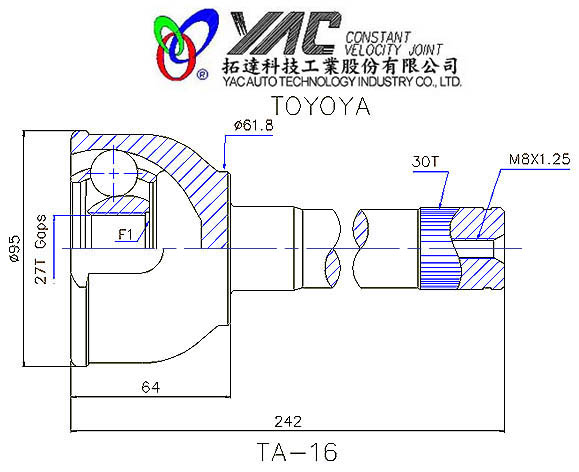 YAC CONSTANT
VELOCITY JOINT
®
拓達科技工業股份有限公司
YAC AUTO TECHNOLOGY INDUSTRY CO., LTD.
TOYOYA
ø61.8
30T
M8X1.25
F1
ø95
27T Gaps
64
242
TA-16